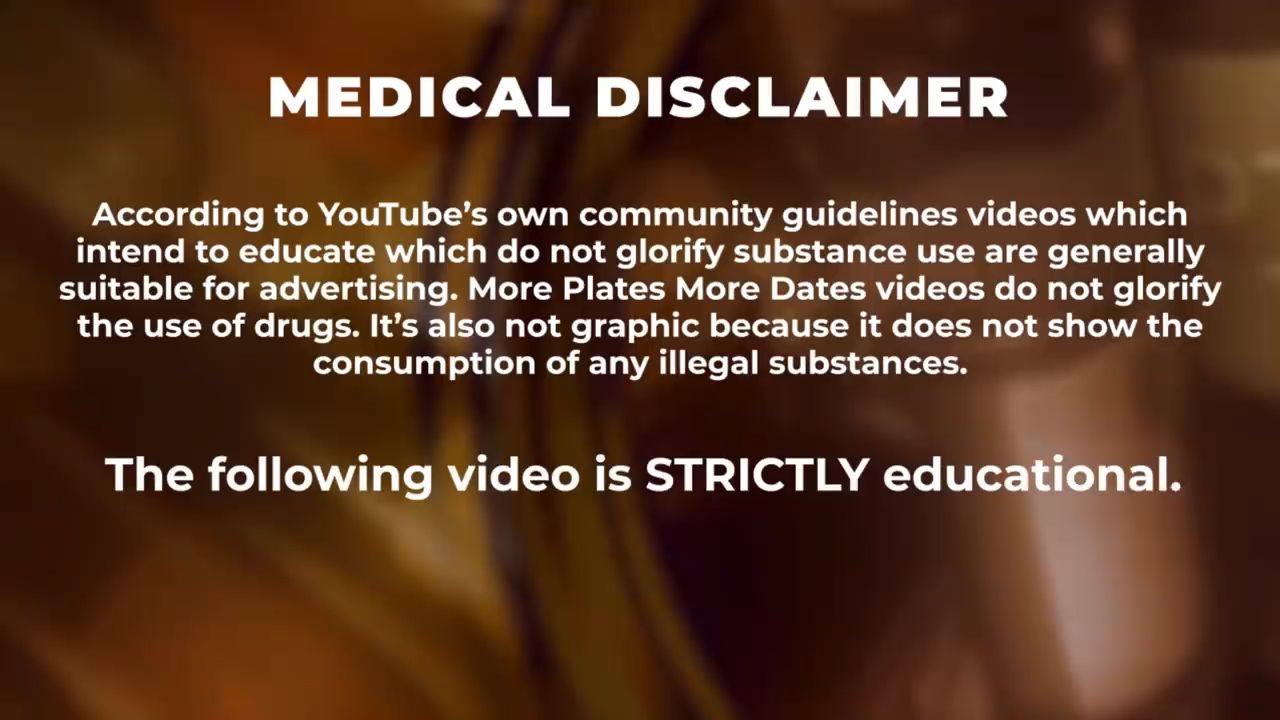 MEDICAL DISCLAIMER
According to YouTube’s own community guidelines videos which
intend to educate which do not glorify substance use are generally
suitable for advertising. More Plates More Dates videos do not glorify
the use of drugs. It’s also not graphic because it does not show the
consumption of any illegal substances.
The following video is STRICTLY educational.